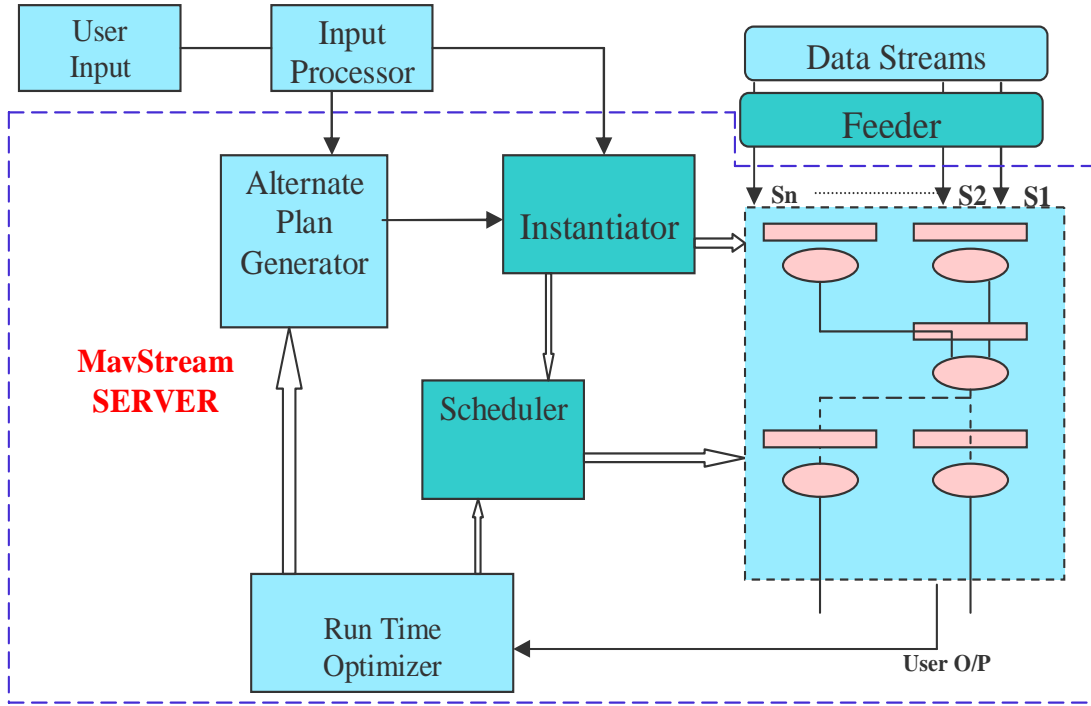 User
Input
Input
Processor
Data Streams
Feeder
Sn
S2
S1
Alternate
Plan
Generator
Instantiator
MavStream
SERVER
Scheduler
Run Time
Optimizer
User O/P